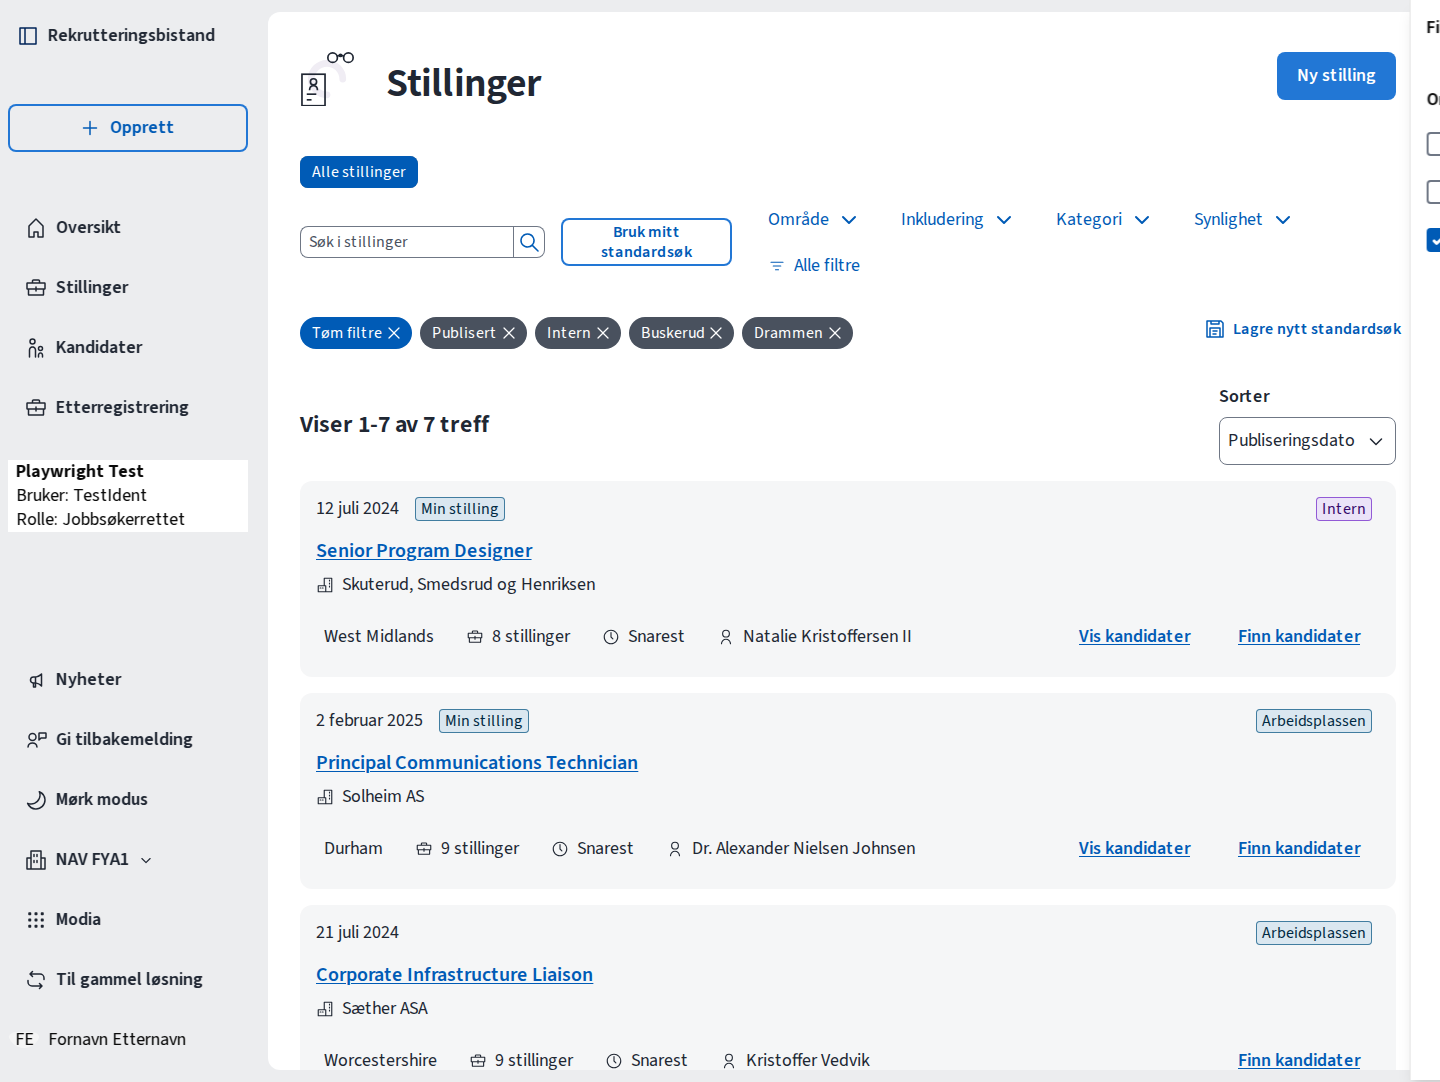 Rekrutteringsbistand
Opprett
Oversikt
Stillinger
Kandidater
Etterregistrering
Playwright Test
Bruker: TestIdent
Rolle: Jobbsøkerrettet
Nyheter
Gi tilbakemelding
Mørk modus
NAV FYA1
Modia
Til gammel løsning
FE Fornavn Etternavn
Stillinger
Ny stilling
Alle stillinger
Søk i stillinger
Bruk mitt
standardsøk
Område Inkludering Kategori Synlighet
Alle filtre
Tøm filtre Publisert Intern Buskerud Drammen
Lagre nytt standardsøk
Viser 1-7 av 7 treff
Sorter
Publiseringsdato
12 juli 2024 Min stilling Intern
Senior Program Designer
Skuterud, Smedsrud og Henriksen
West Midlands 8 stillinger Snarest Natalie Kristoffersen II Vis kandidater Finn kandidater
2 februar 2025 Min stilling Arbeidsplassen
Principal Communications Technician
Solheim AS
Durham 9 stillinger Snarest Dr. Alexander Nielsen Johnsen Vis kandidater Finn kandidater
21 juli 2024 Arbeidsplassen
Corporate Infrastructure Liaison
Sæther ASA
Worcestershire 9 stillinger Snarest Kristoffer Vedvik Finn kandidater